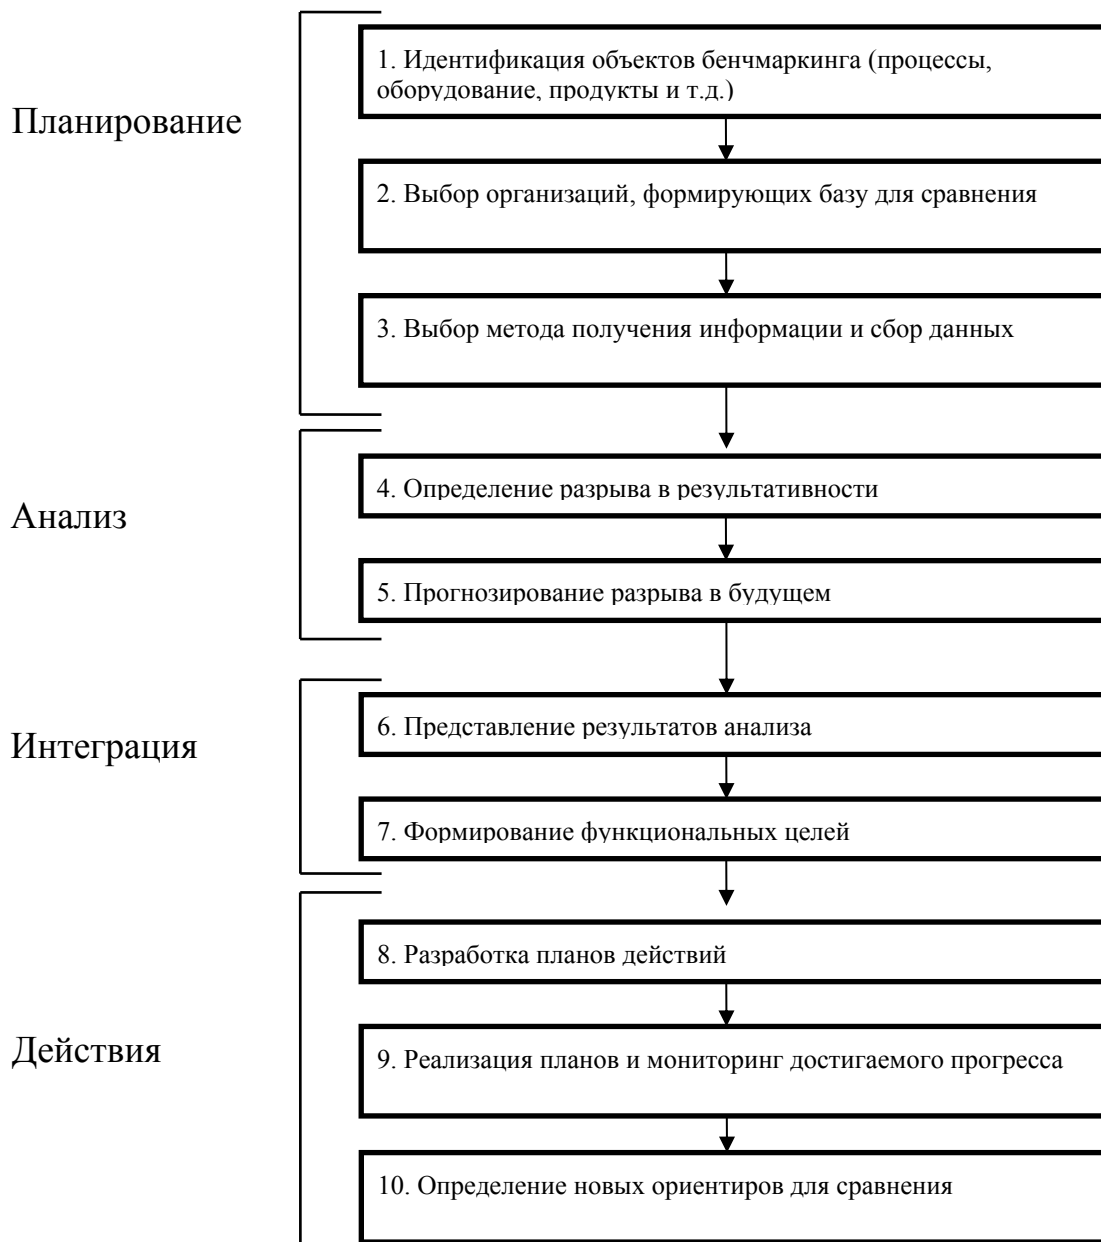 Планирование
1. Идентификация объектов бенчмаркинга (процессы,
оборудование, продукты и т.д.)
2. Выбор организаций, формирующих базу для сравнения
3. Выбор метода получения информации и сбор данных
Анализ
4. Определение разрыва в результативности
5. Прогнозирование разрыва в будущем
Интеграция
6. Представление результатов анализа
7. Формирование функциональных целей
Действия
8. Разработка планов действий
9. Реализация планов и мониторинг достигаемого прогресса
10. Определение новых ориентиров для сравнения